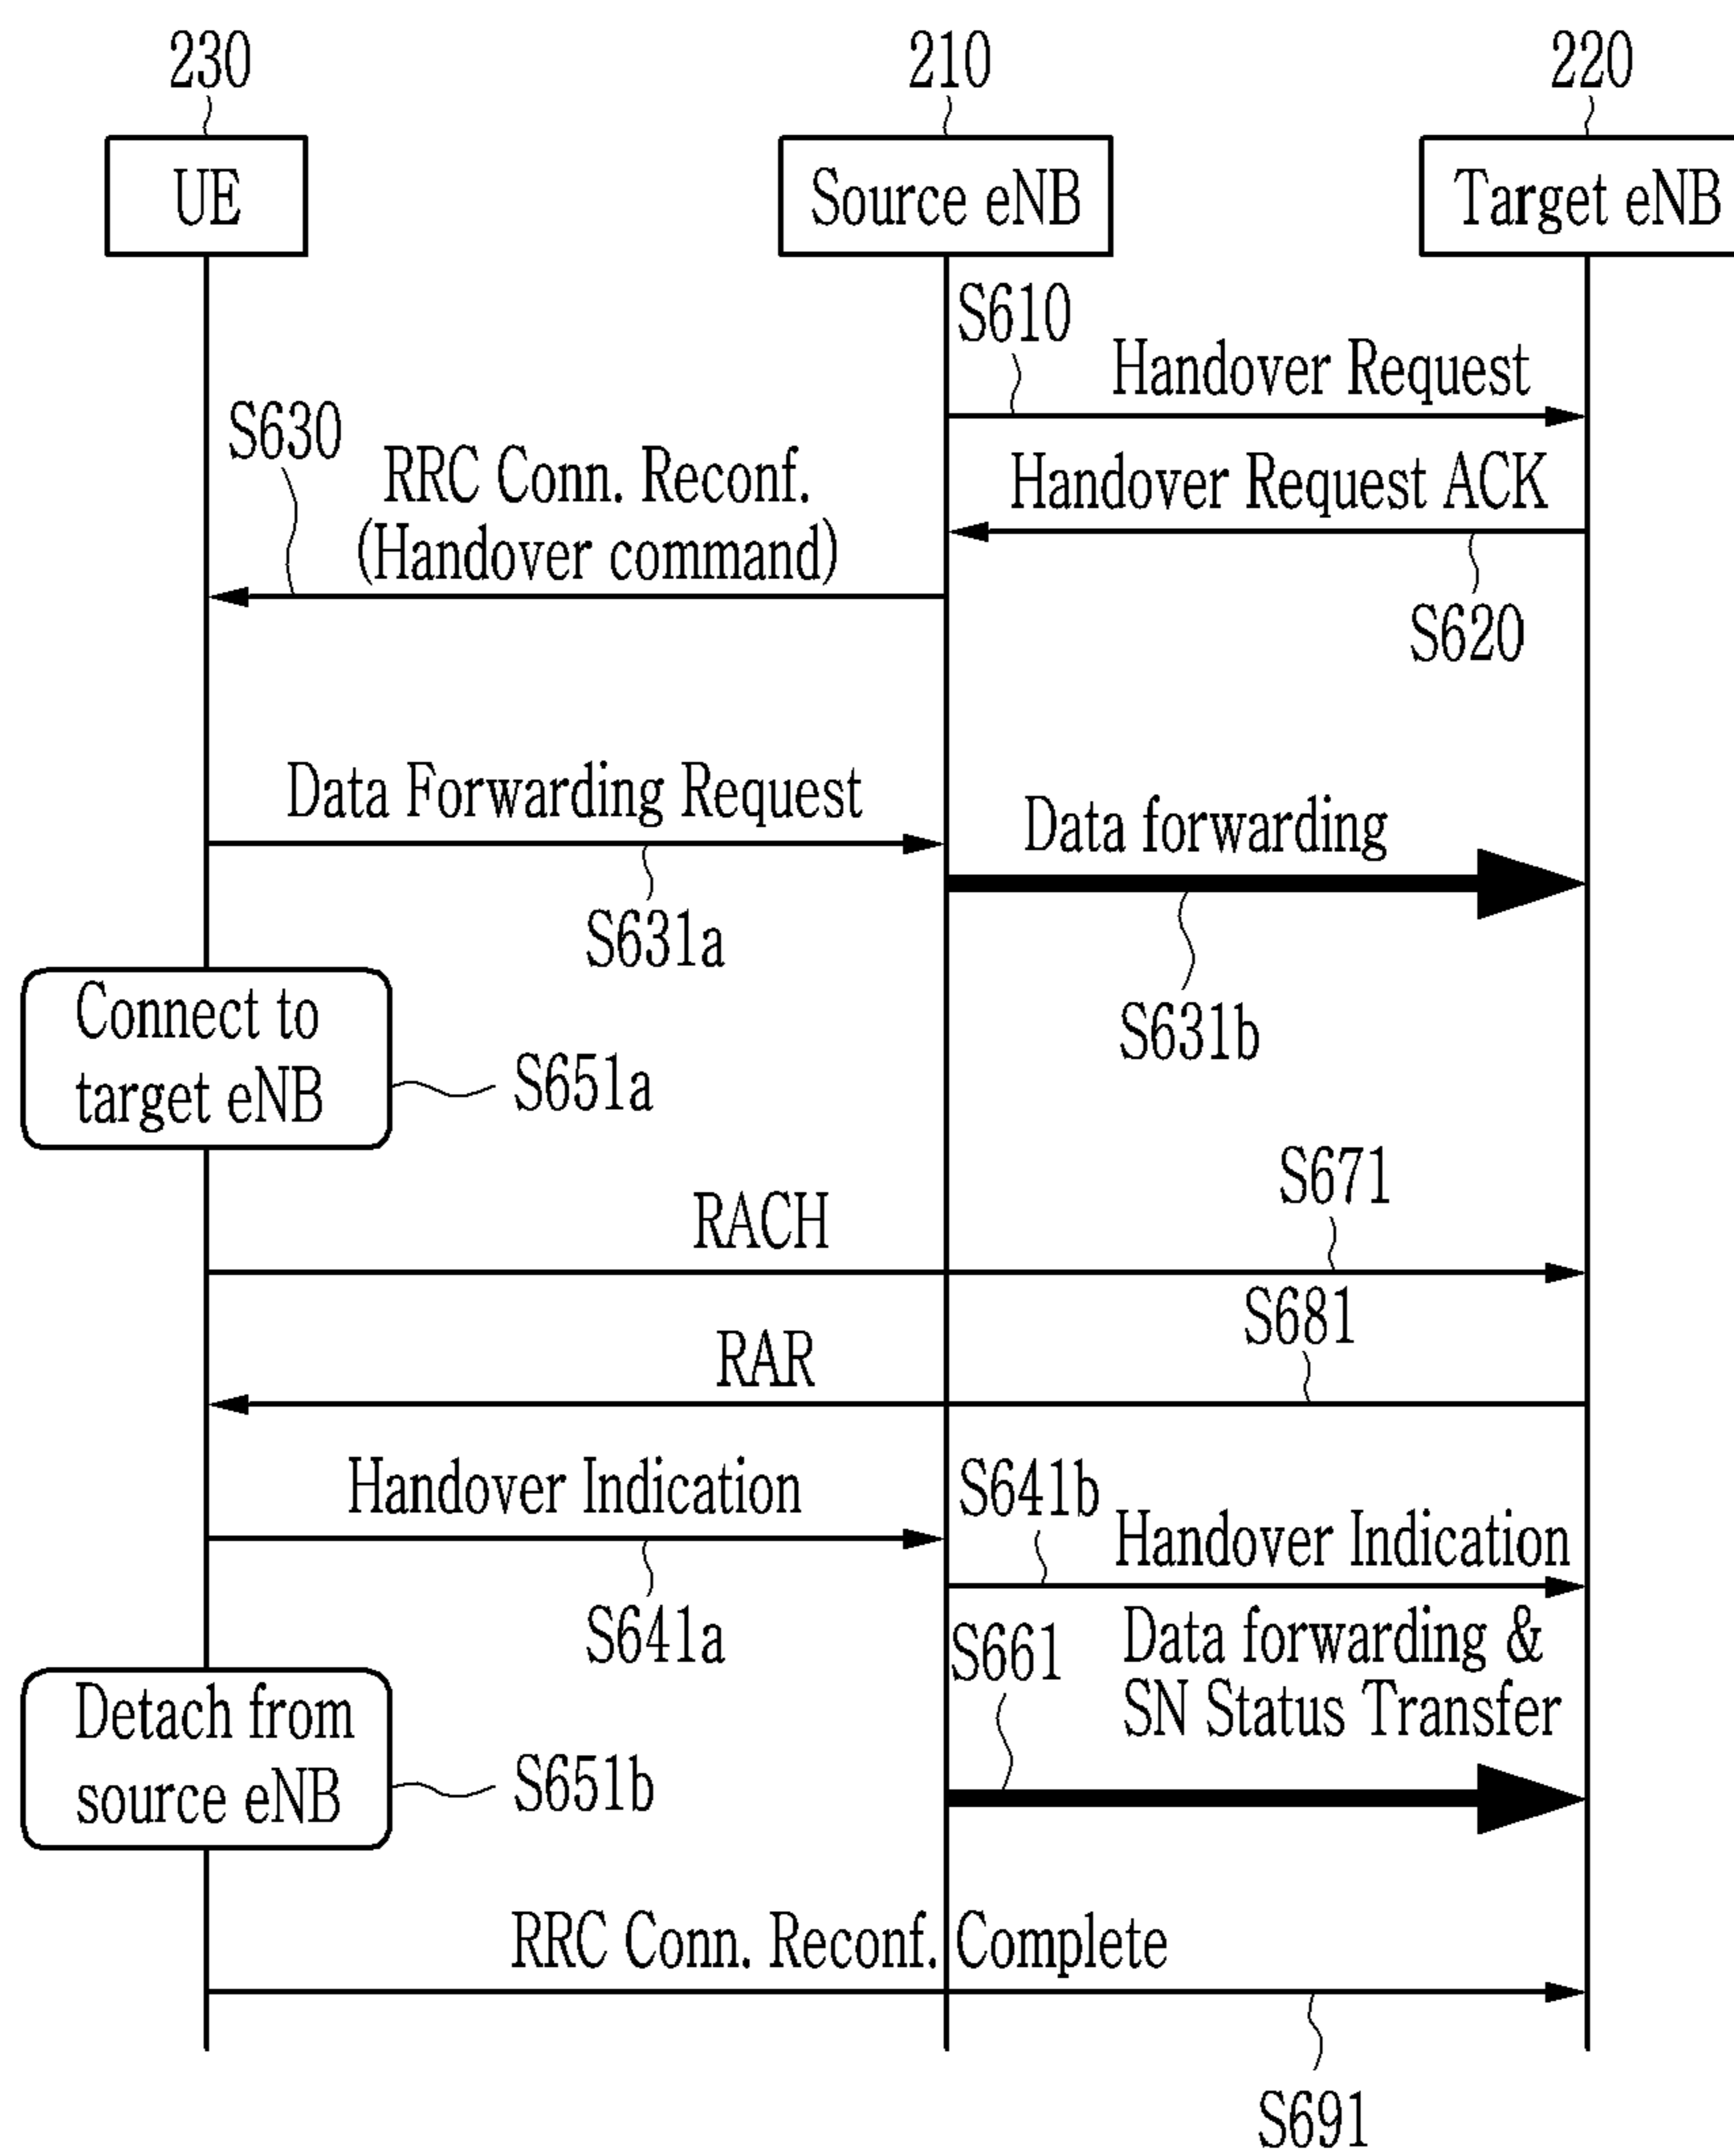 230
210
220
UE
Source eNB
Target eNB
S610
Handover Request
S630
RRC Conn. Reconf.
(Handover command)
Handover Request ACK
S620
Data Forwarding Request
Data forwarding
S631a
S631b
Connect to
target eNB
S651a
S671
RACH
S681
RAR
Handover Indication
S641b
Handover Indication
S641a
S661
Data forwarding &
SN Status Transfer
Detach from
source eNB
S651b
RRC Conn. Reconf. Complete
S691